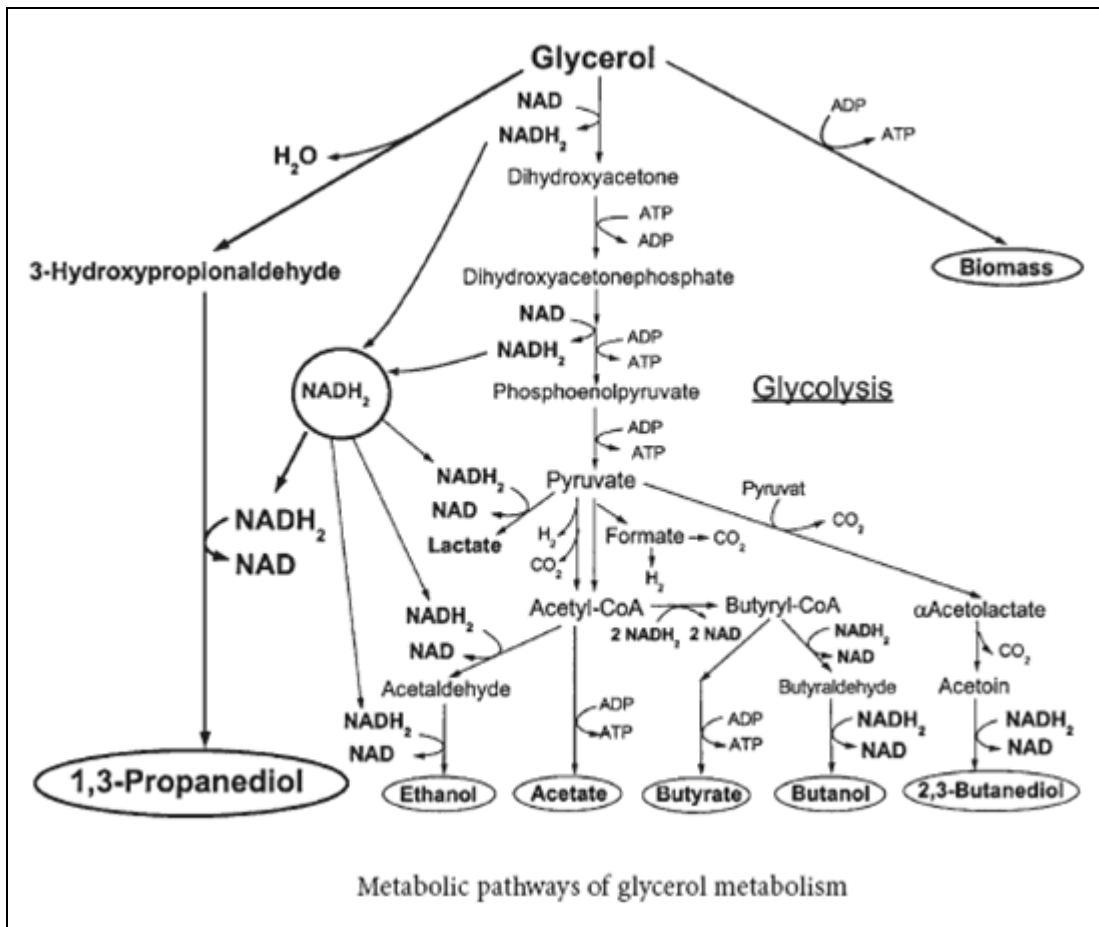 Glycerol
NAD
NADH2
ADP
ATP
H2O
Dihydroxyacetone
ATP
ADP
3-Hydroxypropionaldehyde
Dihydroxyacetonephosphate
Biomass
NAD
NADH2
ADP
ATP
NADH2
Phosphoenolpyruvate
Glycolysis
ADP
ATP
NADH2
NAD
Pyruvate
Pyruvat
CO2
NADH2
NAD
Lactate
H2
CO2
Formate
CO2
H2
NADH2
NAD
Acetyl-CoA
2 NADH2
2 NAD
Butyryl-CoA
NADH2
NAD
αAcetolactate
CO2
Acetaldehyde
Butyraldehyde
Acetoin
NADH2
NAD
ADP
ATP
ADP
ATP
NADH2
NAD
NADH2
NAD
1,3-Propanediol
Ethanol
Acetate
Butyrate
Butanol
2,3-Butanediol
Metabolic pathways of glycerol metabolism